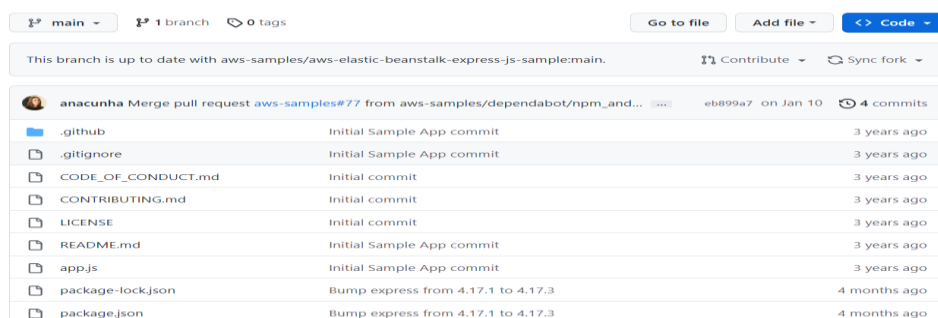 main 1 branch 0 tags Go to file Add file <> Code
This branch is up to date with aws-samples/aws-elastic-beanstalk-express-js-sample:main. Contribute Sync fork
anacunha Merge pull request aws-samples#77 from aws-samples/dependabot/npm_and... ... eb899a7 on Jan 10 4 commits
.github Initial Sample App commit 3 years ago
.gitignore Initial Sample App commit 3 years ago
CODE_OF_CONDUCT.md Initial commit 3 years ago
CONTRIBUTING.md Initial commit 3 years ago
LICENSE Initial commit 3 years ago
README.md Initial Sample App commit 3 years ago
app.js Initial Sample App commit 3 years ago
package-lock.json Bump express from 4.17.1 to 4.17.3 4 months ago
package.json Bump express from 4.17.1 to 4.17.3 4 months ago